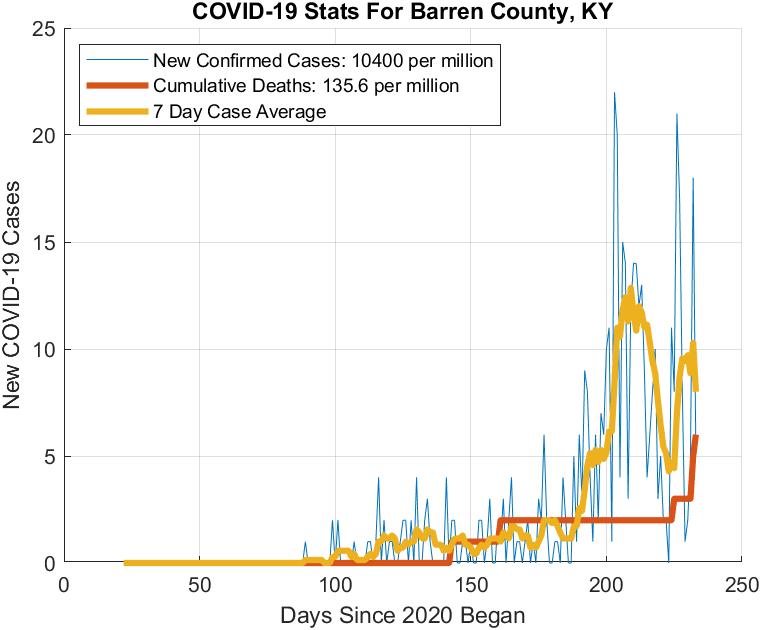 COVID-19 Stats For Barren County, KY
New Confirmed Cases: 10400 per million
Cumulative Deaths: 135.6 per million
7 Day Case Average
New COVID-19 Cases
25
20
15
10
5
0
0 50 100 150 200 250
Days Since 2020 Began